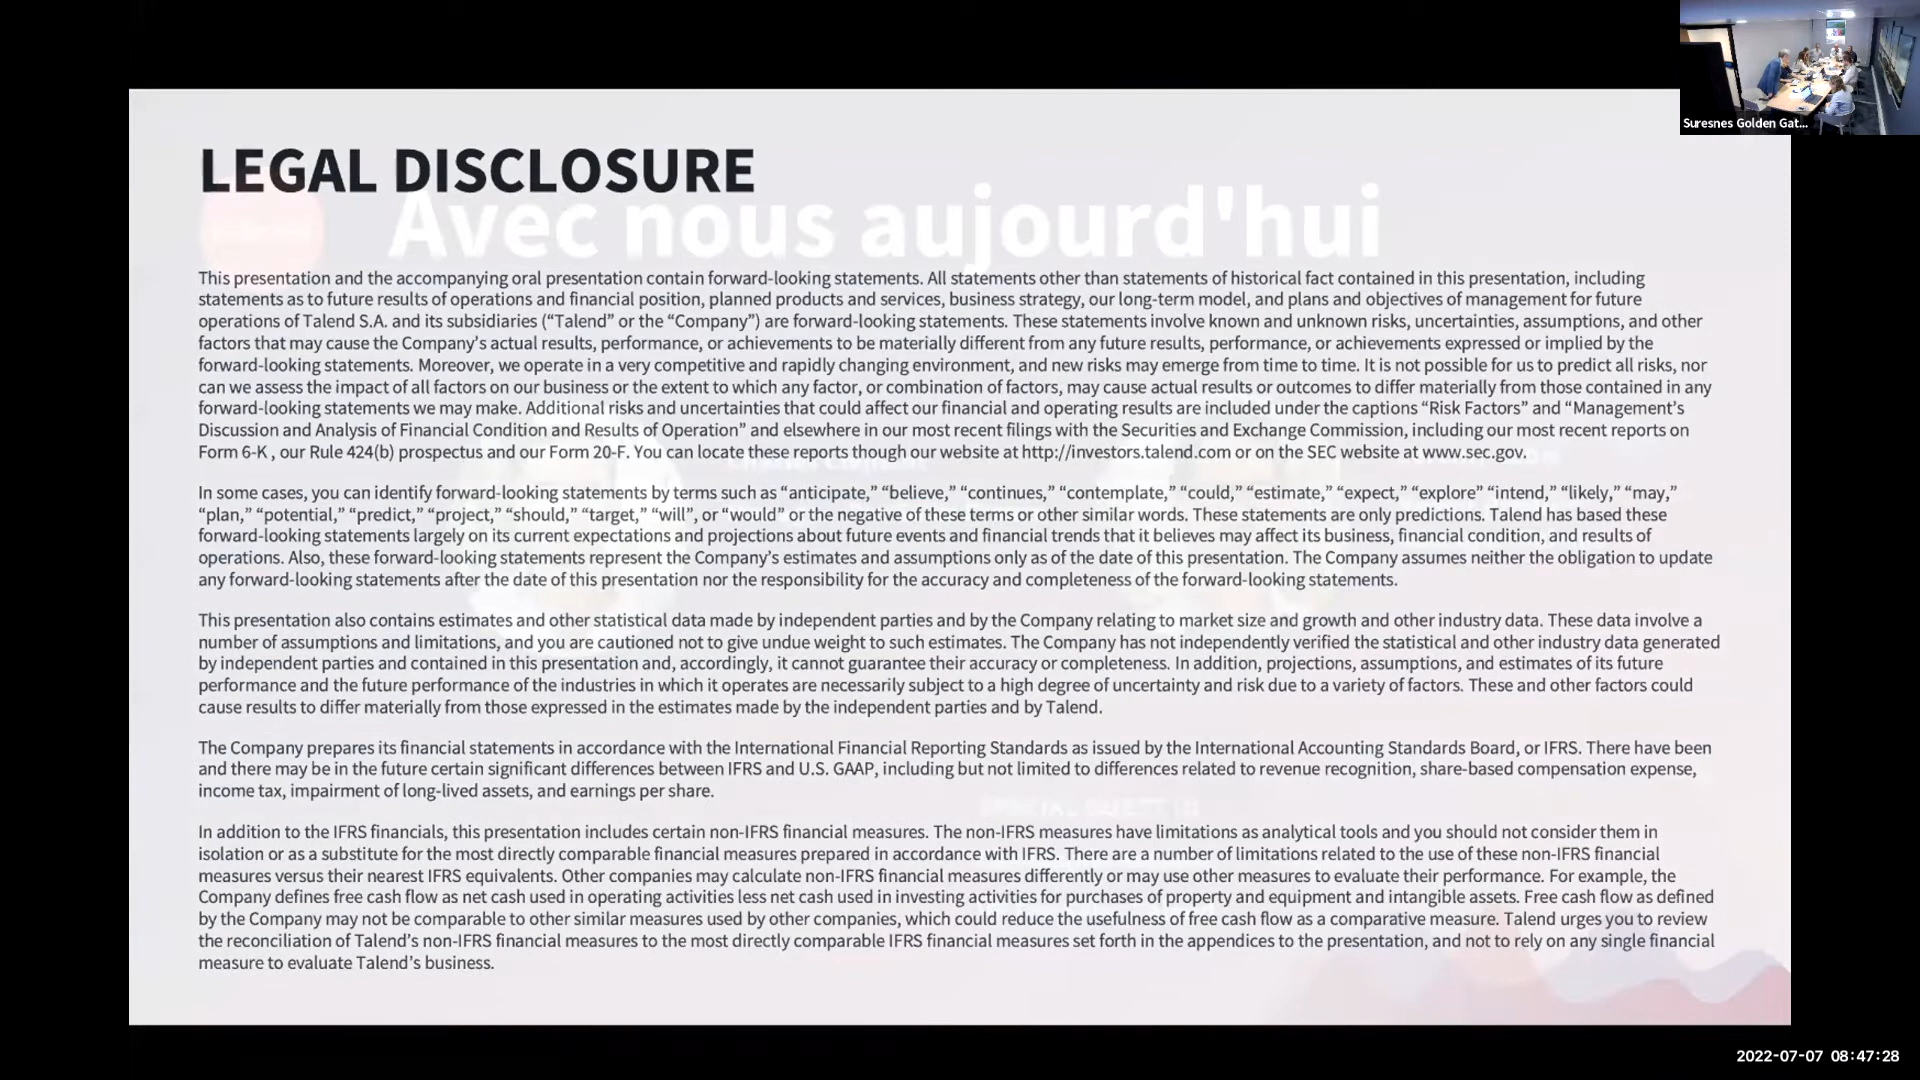 Suresnes Golden Gat...
LEGAL DISCLOSURE
Avec nous aujourd'hui
This presentation and the accompanying oral presentation contain forward-looking statements. All statements other than statements of historical fact contained in this presentation, including
statements as to future results of operations and financial position, planned products and services, business strategy, our long-term model, and plans and objectives of management for future
operations of Talend S.A. and its subsidiaries (“Talend” or the “Company”) are forward-looking statements. These statements involve known and unknown risks, uncertainties, assumptions, and other
factors that may cause the Company’s actual results, performance, or achievements to be materially different from any future results, performance, or achievements expressed or implied by the
forward-looking statements. Moreover, we operate in a very competitive and rapidly changing environment, and new risks may emerge from time to time. It is not possible for us to predict all risks, nor
can we assess the impact of all factors on our business or the extent to which any factor, or combination of factors, may cause actual results or outcomes to differ materially from those contained in any
forward-looking statements we may make. Additional risks and uncertainties that could affect our financial and operating results are included under the captions “Risk Factors” and “Management’s
Discussion and Analysis of Financial Condition and Results of Operation” and elsewhere in our most recent filings with the Securities and Exchange Commission, including our most recent reports on
Form 6-K , our Rule 424(b) prospectus and our Form 20-F. You can locate these reports though our website at http://investors.talend.com or on the SEC website at www.sec.gov.
In some cases, you can identify forward-looking statements by terms such as “anticipate,” “believe,” “continues,” “contemplate,” “could,” “estimate,” “expect,” “explore” “intend,” “likely,” “may,”
“plan,” “potential,” “predict,” “project,” “should,” “target,” “will”, or “would” or the negative of these terms or other similar words. These statements are only predictions. Talend has based these
forward-looking statements largely on its current expectations and projections about future events and financial trends that it believes may affect its business, financial condition, and results of
operations. Also, these forward-looking statements represent the Company’s estimates and assumptions only as of the date of this presentation. The Company assumes neither the obligation to update
any forward-looking statements after the date of this presentation nor the responsibility for the accuracy and completeness of the forward-looking statements.
This presentation also contains estimates and other statistical data made by independent parties and by the Company relating to market size and growth and other industry data. These data involve a
number of assumptions and limitations, and you are cautioned not to give undue weight to such estimates. The Company has not independently verified the statistical and other industry data generated
by independent parties and contained in this presentation and, accordingly, it cannot guarantee their accuracy or completeness. In addition, projections, assumptions, and estimates of its future
performance and the future performance of the industries in which it operates are necessarily subject to a high degree of uncertainty and risk due to a variety of factors. These and other factors could
cause results to differ materially from those expressed in the estimates made by the independent parties and by Talend.
The Company prepares its financial statements in accordance with the International Financial Reporting Standards as issued by the International Accounting Standards Board, or IFRS. There have been
and there may be in the future certain significant differences between IFRS and U.S. GAAP, including but not limited to differences related to revenue recognition, share-based compensation expense,
income tax, impairment of long-lived assets, and earnings per share.
In addition to the IFRS financials, this presentation includes certain non-IFRS financial measures. The non-IFRS measures have limitations as analytical tools and you should not consider them in
isolation or as a substitute for the most directly comparable financial measures prepared in accordance with IFRS. There are a number of limitations related to the use of these non-IFRS financial
measures versus their nearest IFRS equivalents. Other companies may calculate non-IFRS financial measures differently or may use other measures to evaluate their performance. For example, the
Company defines free cash flow as net cash used in operating activities less net cash used in investing activities for purchases of property and equipment and intangible assets. Free cash flow as defined
by the Company may not be comparable to other similar measures used by other companies, which could reduce the usefulness of free cash flow as a comparative measure. Talend urges you to review
the reconciliation of Talend’s non-IFRS financial measures to the most directly comparable IFRS financial measures set forth in the appendices to the presentation, and not to rely on any single financial
measure to evaluate Talend’s business.
2022-07-07 08:47:28